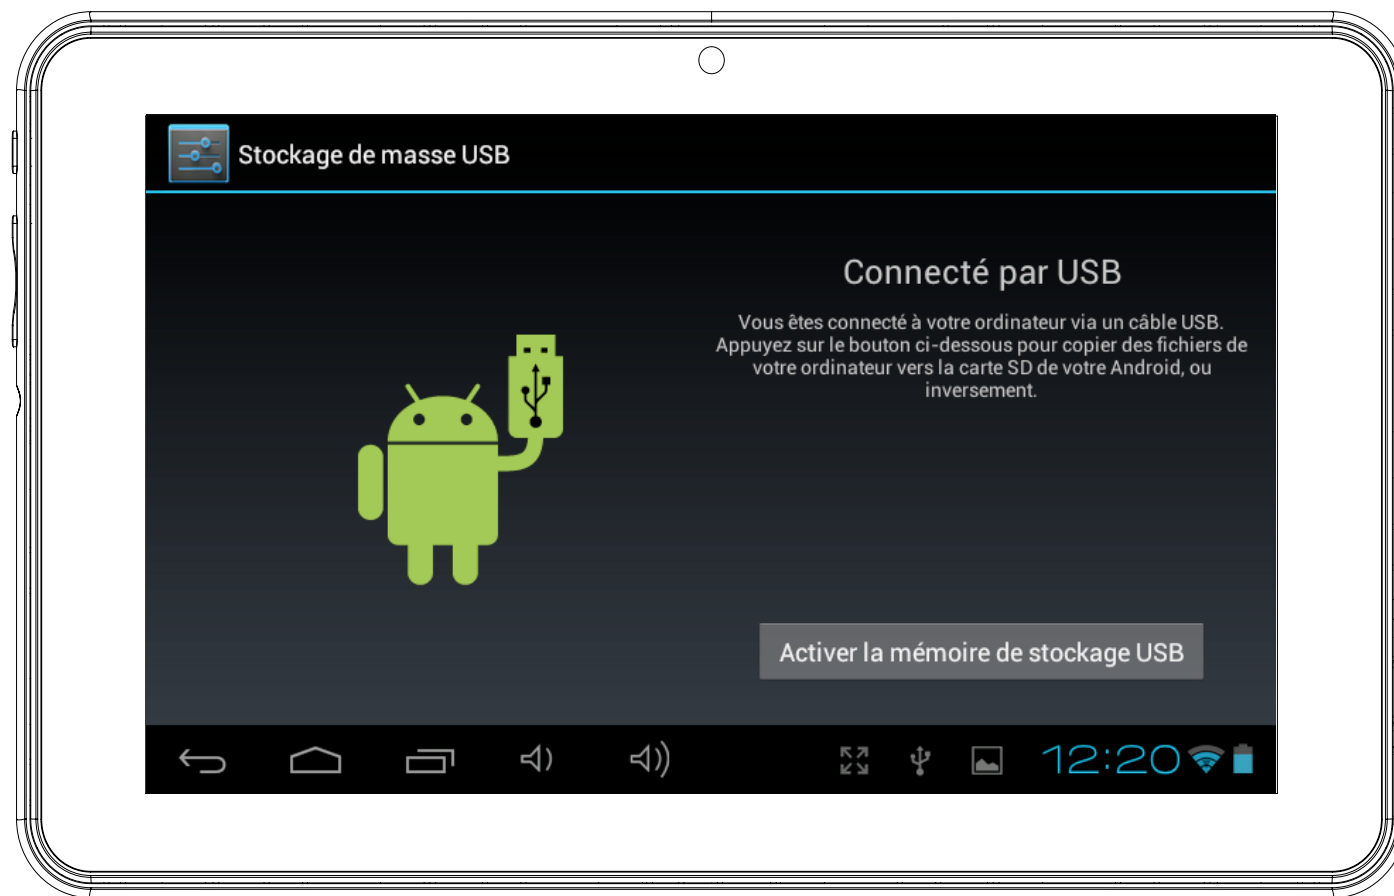 Stockage de masse USB
Connecté par USB
Vous êtes connecté à votre ordinateur via un câble USB.
Appuyez sur le bouton ci-dessous pour copier des fichiers de
votre ordinateur vers la carte SD de votre Android, ou
inversement.
Activer la mémoire de stockage USB
12:20